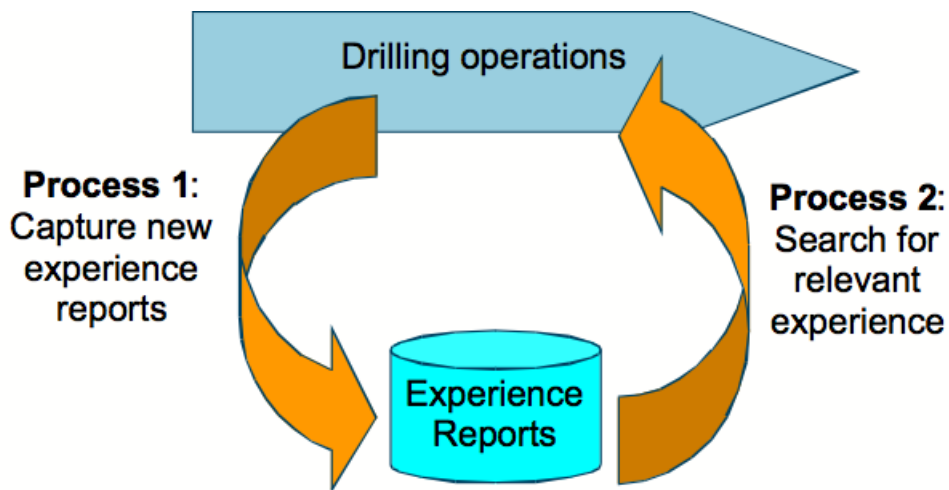 Drilling operations
Process 1:
Capture new
experience
reports
Process 2:
Search for
relevant
experience
Experience
Reports